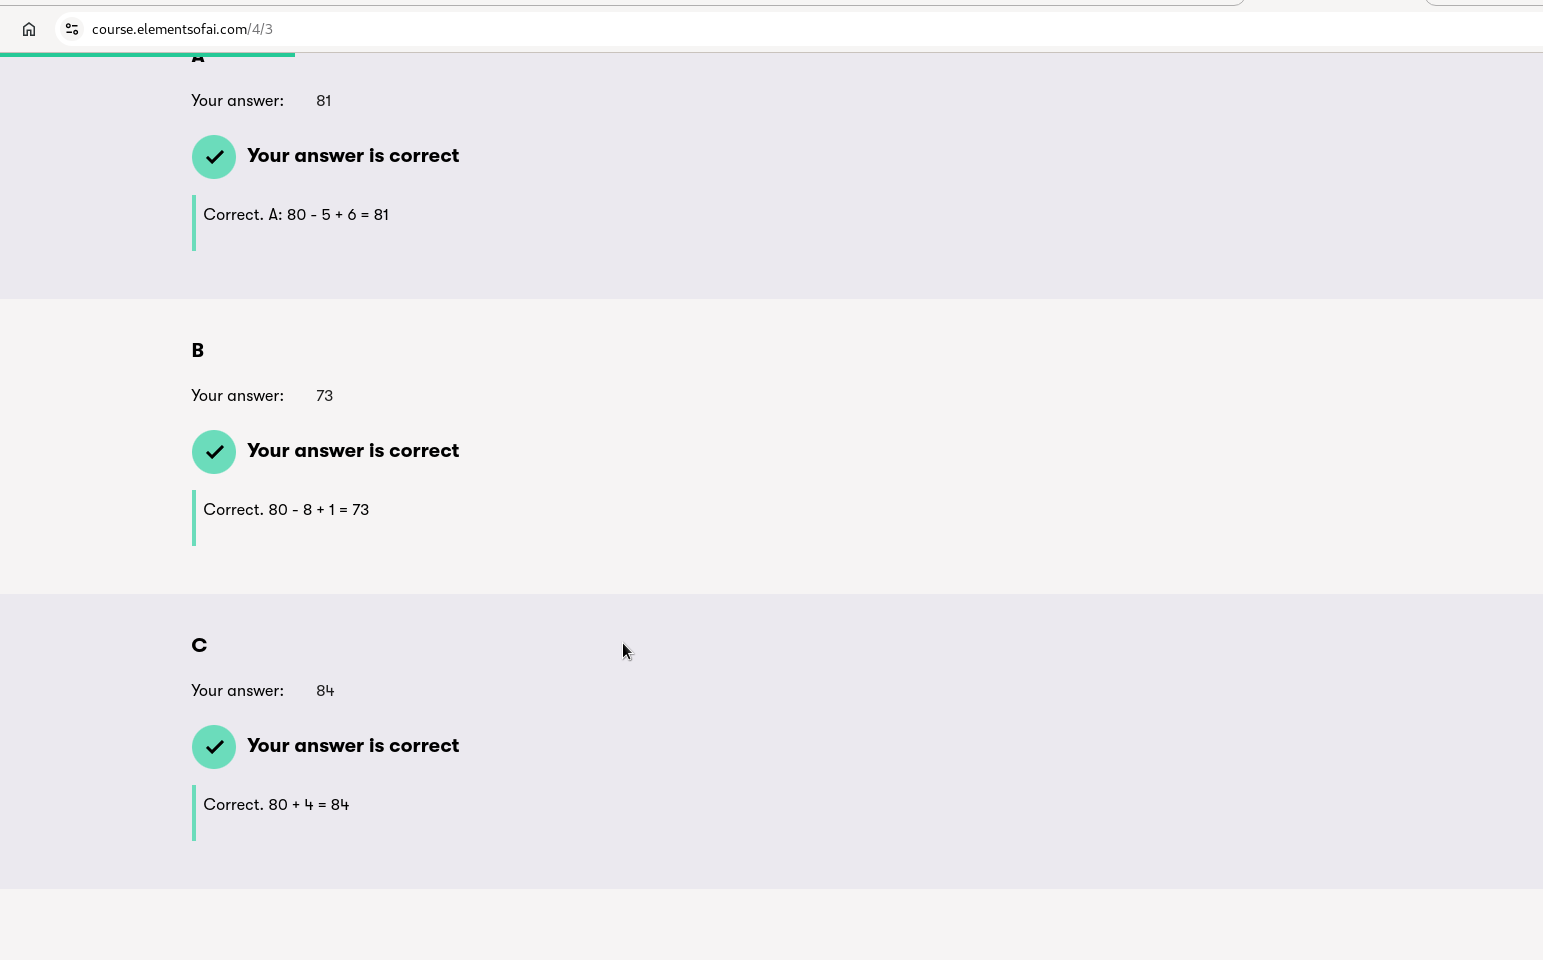 course.elementsofai.com/4/3
A
Your answer: 81
Your answer is correct
Correct. A: 80 - 5 + 6 = 81
B
Your answer: 73
Your answer is correct
Correct. 80 - 8 + 1 = 73
C
Your answer: 84
Your answer is correct
Correct. 80 + 4 = 84